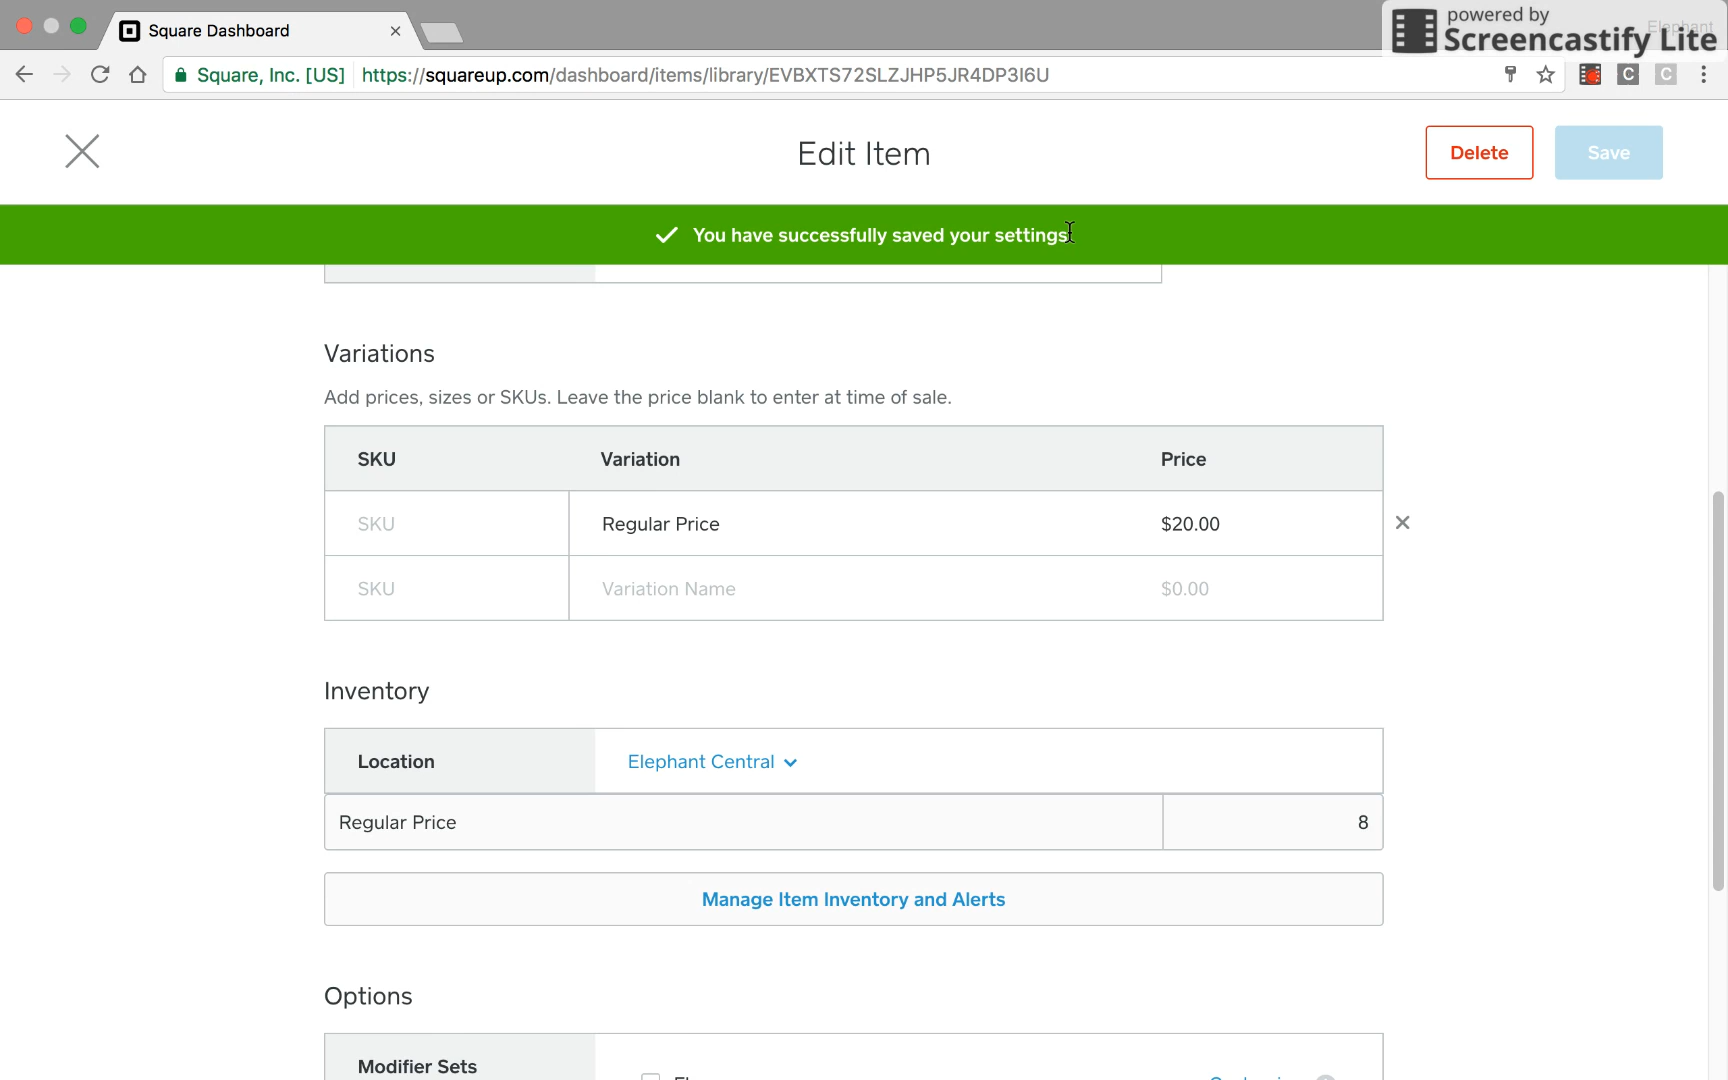 Square Dashboard
powered by
Elephant
Screencastify Lite
Square, Inc. [US]
https://squareup.com/dashboard/items/library/EVBXTS72SLZJHP5JR4DP3I6U
C
C
Edit Item
Delete
Save
You have successfully saved your settings
Variations
Add prices, sizes or SKUs. Leave the price blank to enter at time of sale.
SKU Variation Price
SKU Regular Price $20.00
SKU Variation Name $0.00
Inventory
Location Elephant Central
Regular Price 8
Manage Item Inventory and Alerts
Options
Modifier Sets